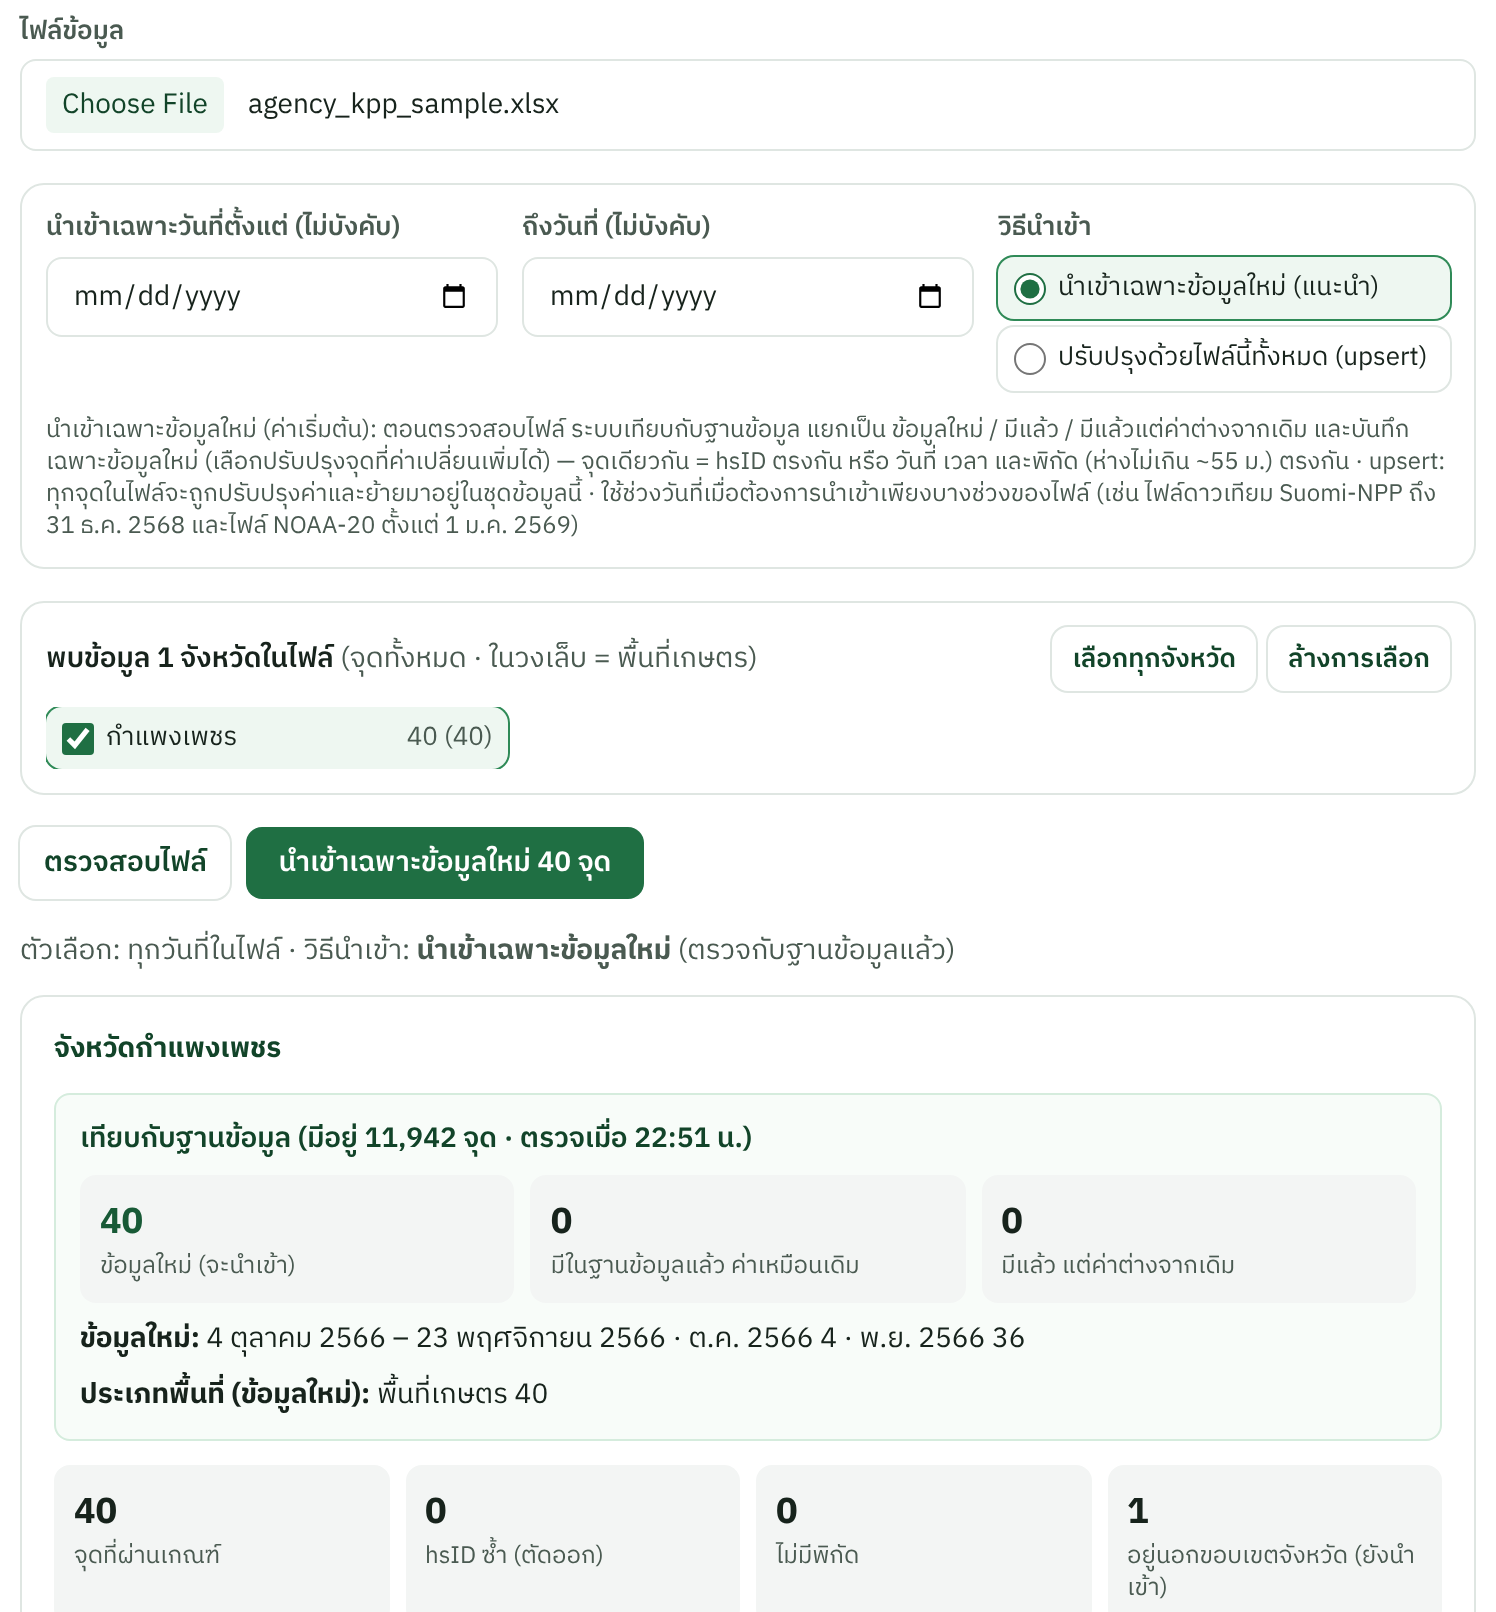 ไฟล์ข้อมูล
Choose File agency_kpp_sample.xlsx
นำเข้าเฉพาะวันที่ตั้งแต่ (ไม่บังคับ)
mm/dd/yyyy
ถึงวันที่ (ไม่บังคับ)
mm/dd/yyyy
วิธีนำเข้า
นำเข้าเฉพาะข้อมูลใหม่ (แนะนำ)
ปรับปรุงด้วยไฟล์นี้ทั้งหมด (upsert)
นำเข้าเฉพาะข้อมูลใหม่ (ค่าเริ่มต้น): ตอนตรวจสอบไฟล์ ระบบเทียบกับฐานข้อมูล แยกเป็น ข้อมูลใหม่ / มีแล้ว / มีแล้วแต่ค่าต่างจากเดิม และบันทึก
เฉพาะข้อมูลใหม่ (เลือกปรับปรุงจุดที่ค่าเปลี่ยนเพิ่มได้) — จุดเดียวกัน = hsID ตรงกัน หรือ วันที่ เวลา และพิกัด (ห่างไม่เกิน ~55 ม.) ตรงกัน · upsert:
ทุกจุดในไฟล์จะถูกปรับปรุงค่าและย้ายมาอยู่ในชุดข้อมูลนี้ · ใช้ช่วงวันที่เมื่อต้องการนำเข้าเพียงบางช่วงของไฟล์ (เช่น ไฟล์ดาวเทียม Suomi-NPP ถึง
31 ธ.ค. 2568 และไฟล์ NOAA-20 ตั้งแต่ 1 ม.ค. 2569)
พบข้อมูล 1 จังหวัดในไฟล์ (จุดทั้งหมด · ในวงเล็บ = พื้นที่เกษตร)
เลือกทุกจังหวัด
ล้างการเลือก
กำแพงเพชร 40 (40)
ตรวจสอบไฟล์
นำเข้าเฉพาะข้อมูลใหม่ 40 จุด
ตัวเลือก: ทุกวันที่ในไฟล์ · วิธีนำเข้า: นำเข้าเฉพาะข้อมูลใหม่ (ตรวจกับฐานข้อมูลแล้ว)
จังหวัดกำแพงเพชร
เทียบกับฐานข้อมูล (มีอยู่ 11,942 จุด · ตรวจเมื่อ 22:51 น.)
40
ข้อมูลใหม่ (จะนำเข้า)
0
มีในฐานข้อมูลแล้ว ค่าเหมือนเดิม
0
มีแล้ว แต่ค่าต่างจากเดิม
ข้อมูลใหม่: 4 ตุลาคม 2566 – 23 พฤศจิกายน 2566 · ต.ค. 2566 4 · พ.ย. 2566 36
ประเภทพื้นที่ (ข้อมูลใหม่): พื้นที่เกษตร 40
40
จุดที่ผ่านเกณฑ์
0
hsID ซ้ำ (ตัดออก)
0
ไม่มีพิกัด
1
อยู่นอกขอบเขตจังหวัด (ยังนำ
เข้า)